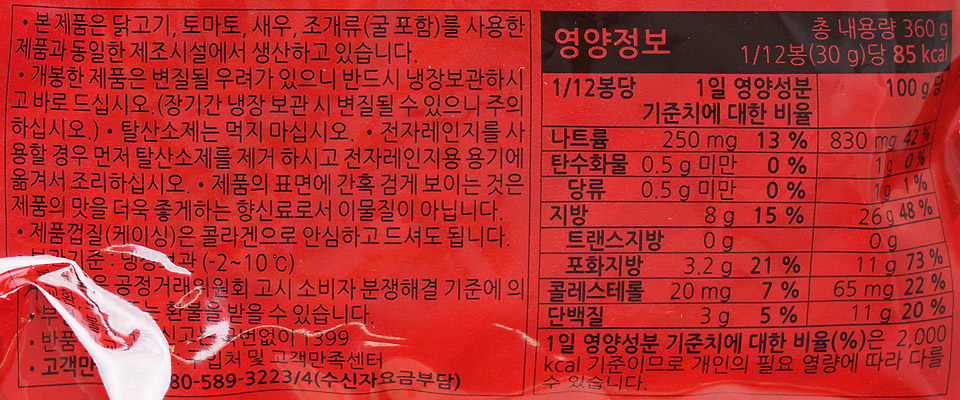 • 본 제품은 닭고기, 토마토, 새우, 조개류(굴 포함)를 사용한
제품과 동일한 제조시설에서 생산하고 있습니다.
• 개봉한 제품은 변질될 우려가 있으니 반드시 냉장보관하시
고 바로 드십시오.(장기간 냉장 보관 시 변질될 수 있으니 주의
하십시오.) • 탈산소제는 먹지 마십시오. • 전자레인지를 사
용할 경우 먼저 탈산소제를 제거 하시고 전자레인지용 용기에
옮겨서 조리하십시오. • 제품의 표면에 간혹 검게 보이는 것은
제품의 맛을 더욱 좋게하는 향신료로서 이물질이 아닙니다.
• 제품껍질(케이싱)은 콜라겐으로 안심하고 드셔도 됩니다.
(-2~10℃)
공정거래위원회 고시 소비자 분쟁해결 기준에 의
환불을 받을 수 있습니다.
• 반품 국번없이 1399
• 고객만 및 고객만족센터
80-589-3223/4(수신자요금부담)
영양정보
총 내용량 360 g
1/12봉(30 g)당 85 kcal
1/12봉당 1일 영양성분 기준치에 대한 비율 100 g당
나트륨 250 mg 13 % 830 mg 42 %
탄수화물 0.5 g 미만 0 % 1 g 0 %
당류 0.5 g 미만 0 % 1 g 1 %
지방 8 g 15 % 26 g 48 %
트랜스지방 0 g 0 g
포화지방 3.2 g 21 % 11 g 73 %
콜레스테롤 20 mg 7 % 65 mg 22 %
단백질 3 g 5 % 11 g 20 %
1일 영양성분 기준치에 대한 비율(%)은 2,000
kcal 기준이므로 개인의 필요 열량에 따라 다를
수 있습니다.